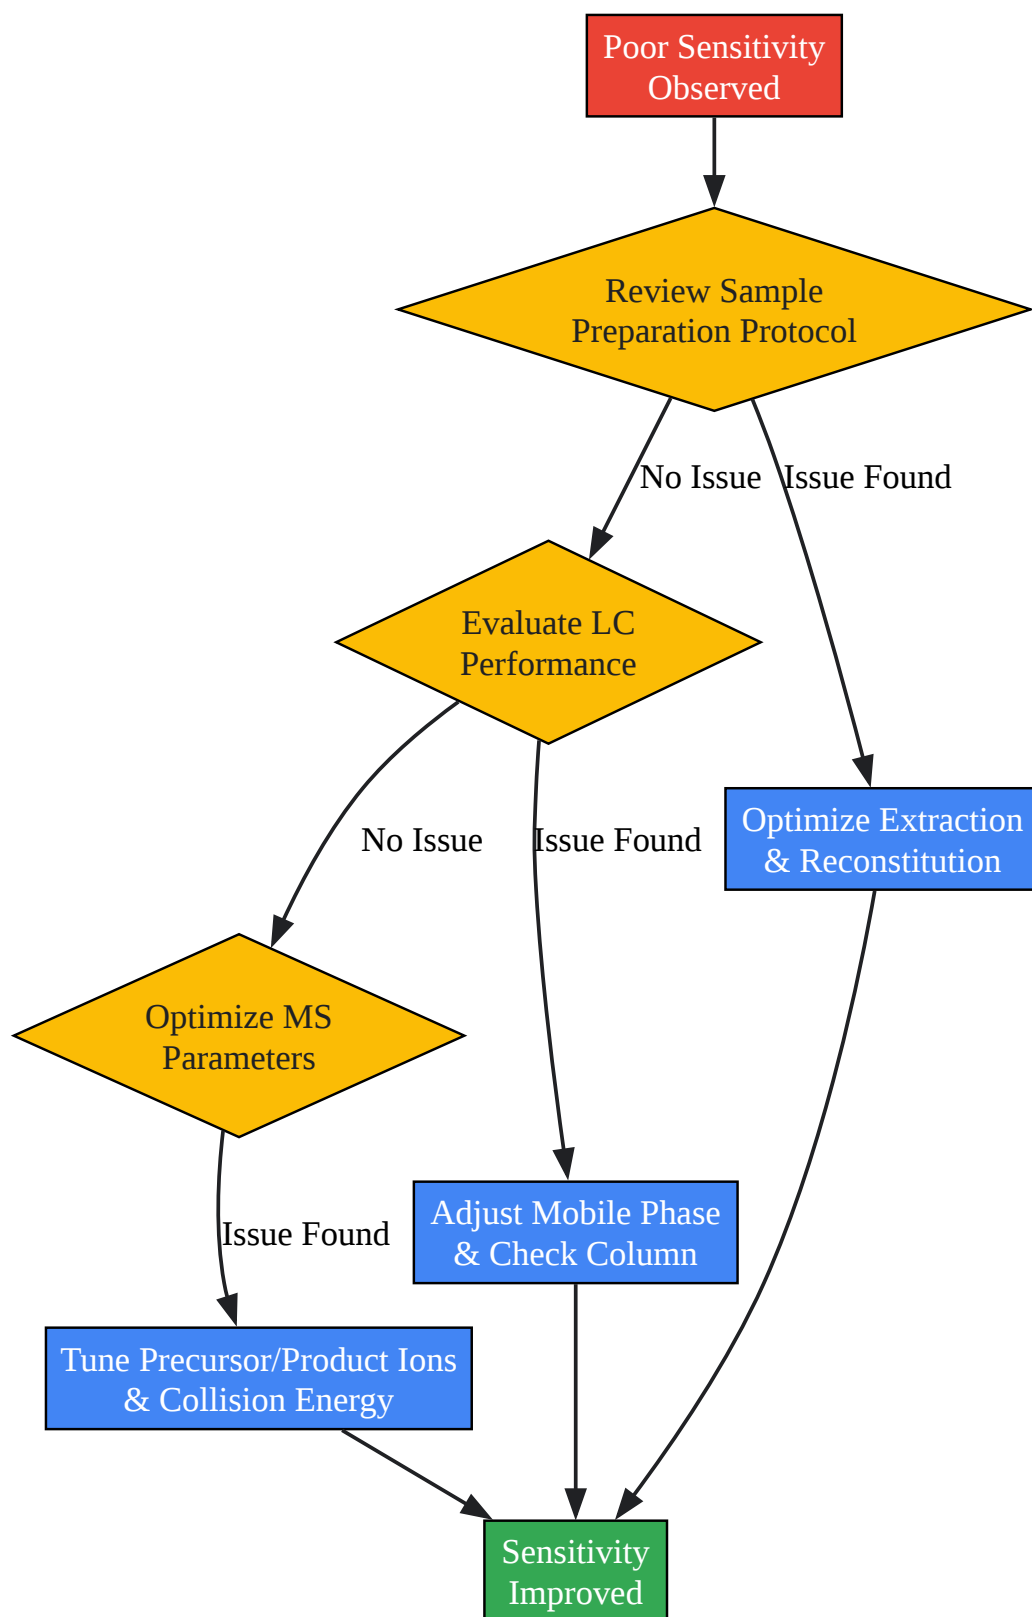 Poor Sensitivity
Observed
Review Sample
Preparation Protocol
No Issue
Issue Found
Evaluate LC
Performance
No Issue
Issue Found
Optimize Extraction
& Reconstitution
Optimize MS
Parameters
Issue Found
Adjust Mobile Phase
& Check Column
Tune Precursor/Product Ions
& Collision Energy
Sensitivity
Improved